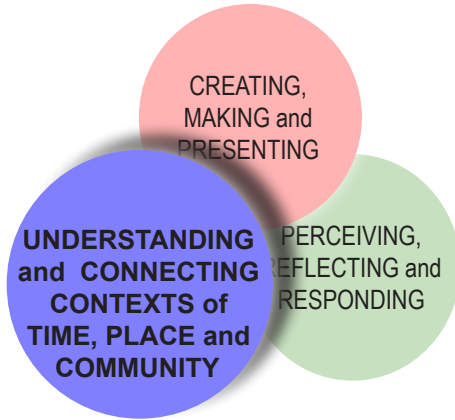 CREATING,
MAKING and
PRESENTING
UNDERSTANDING
and CONNECTING
CONTEXTS of
TIME, PLACE and
COMMUNITY
PERCEIVING,
REFLECTING and
RESPONDING